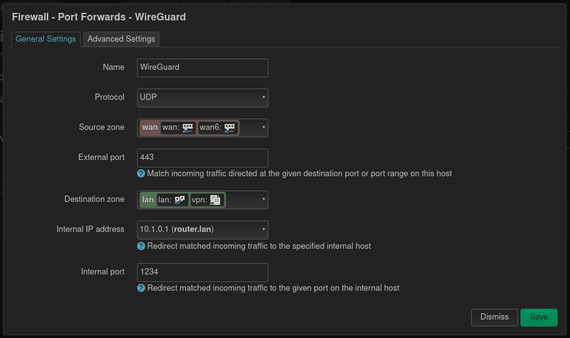 Firewall - Port Forwards - WireGuard
General Settings
Advanced Settings
Name
WireGuard
Protocol
UDP
Source zone
wan wan: wan6:
External port
443
Match incoming traffic directed at the given destination port or port range on this host
Destination zone
lan lan: vpn:
Internal IP address
10.1.0.1 (router.lan)
Redirect matched incoming traffic to the specified internal host
Internal port
1234
Redirect matched incoming traffic to the given port on the internal host
Dismiss
Save